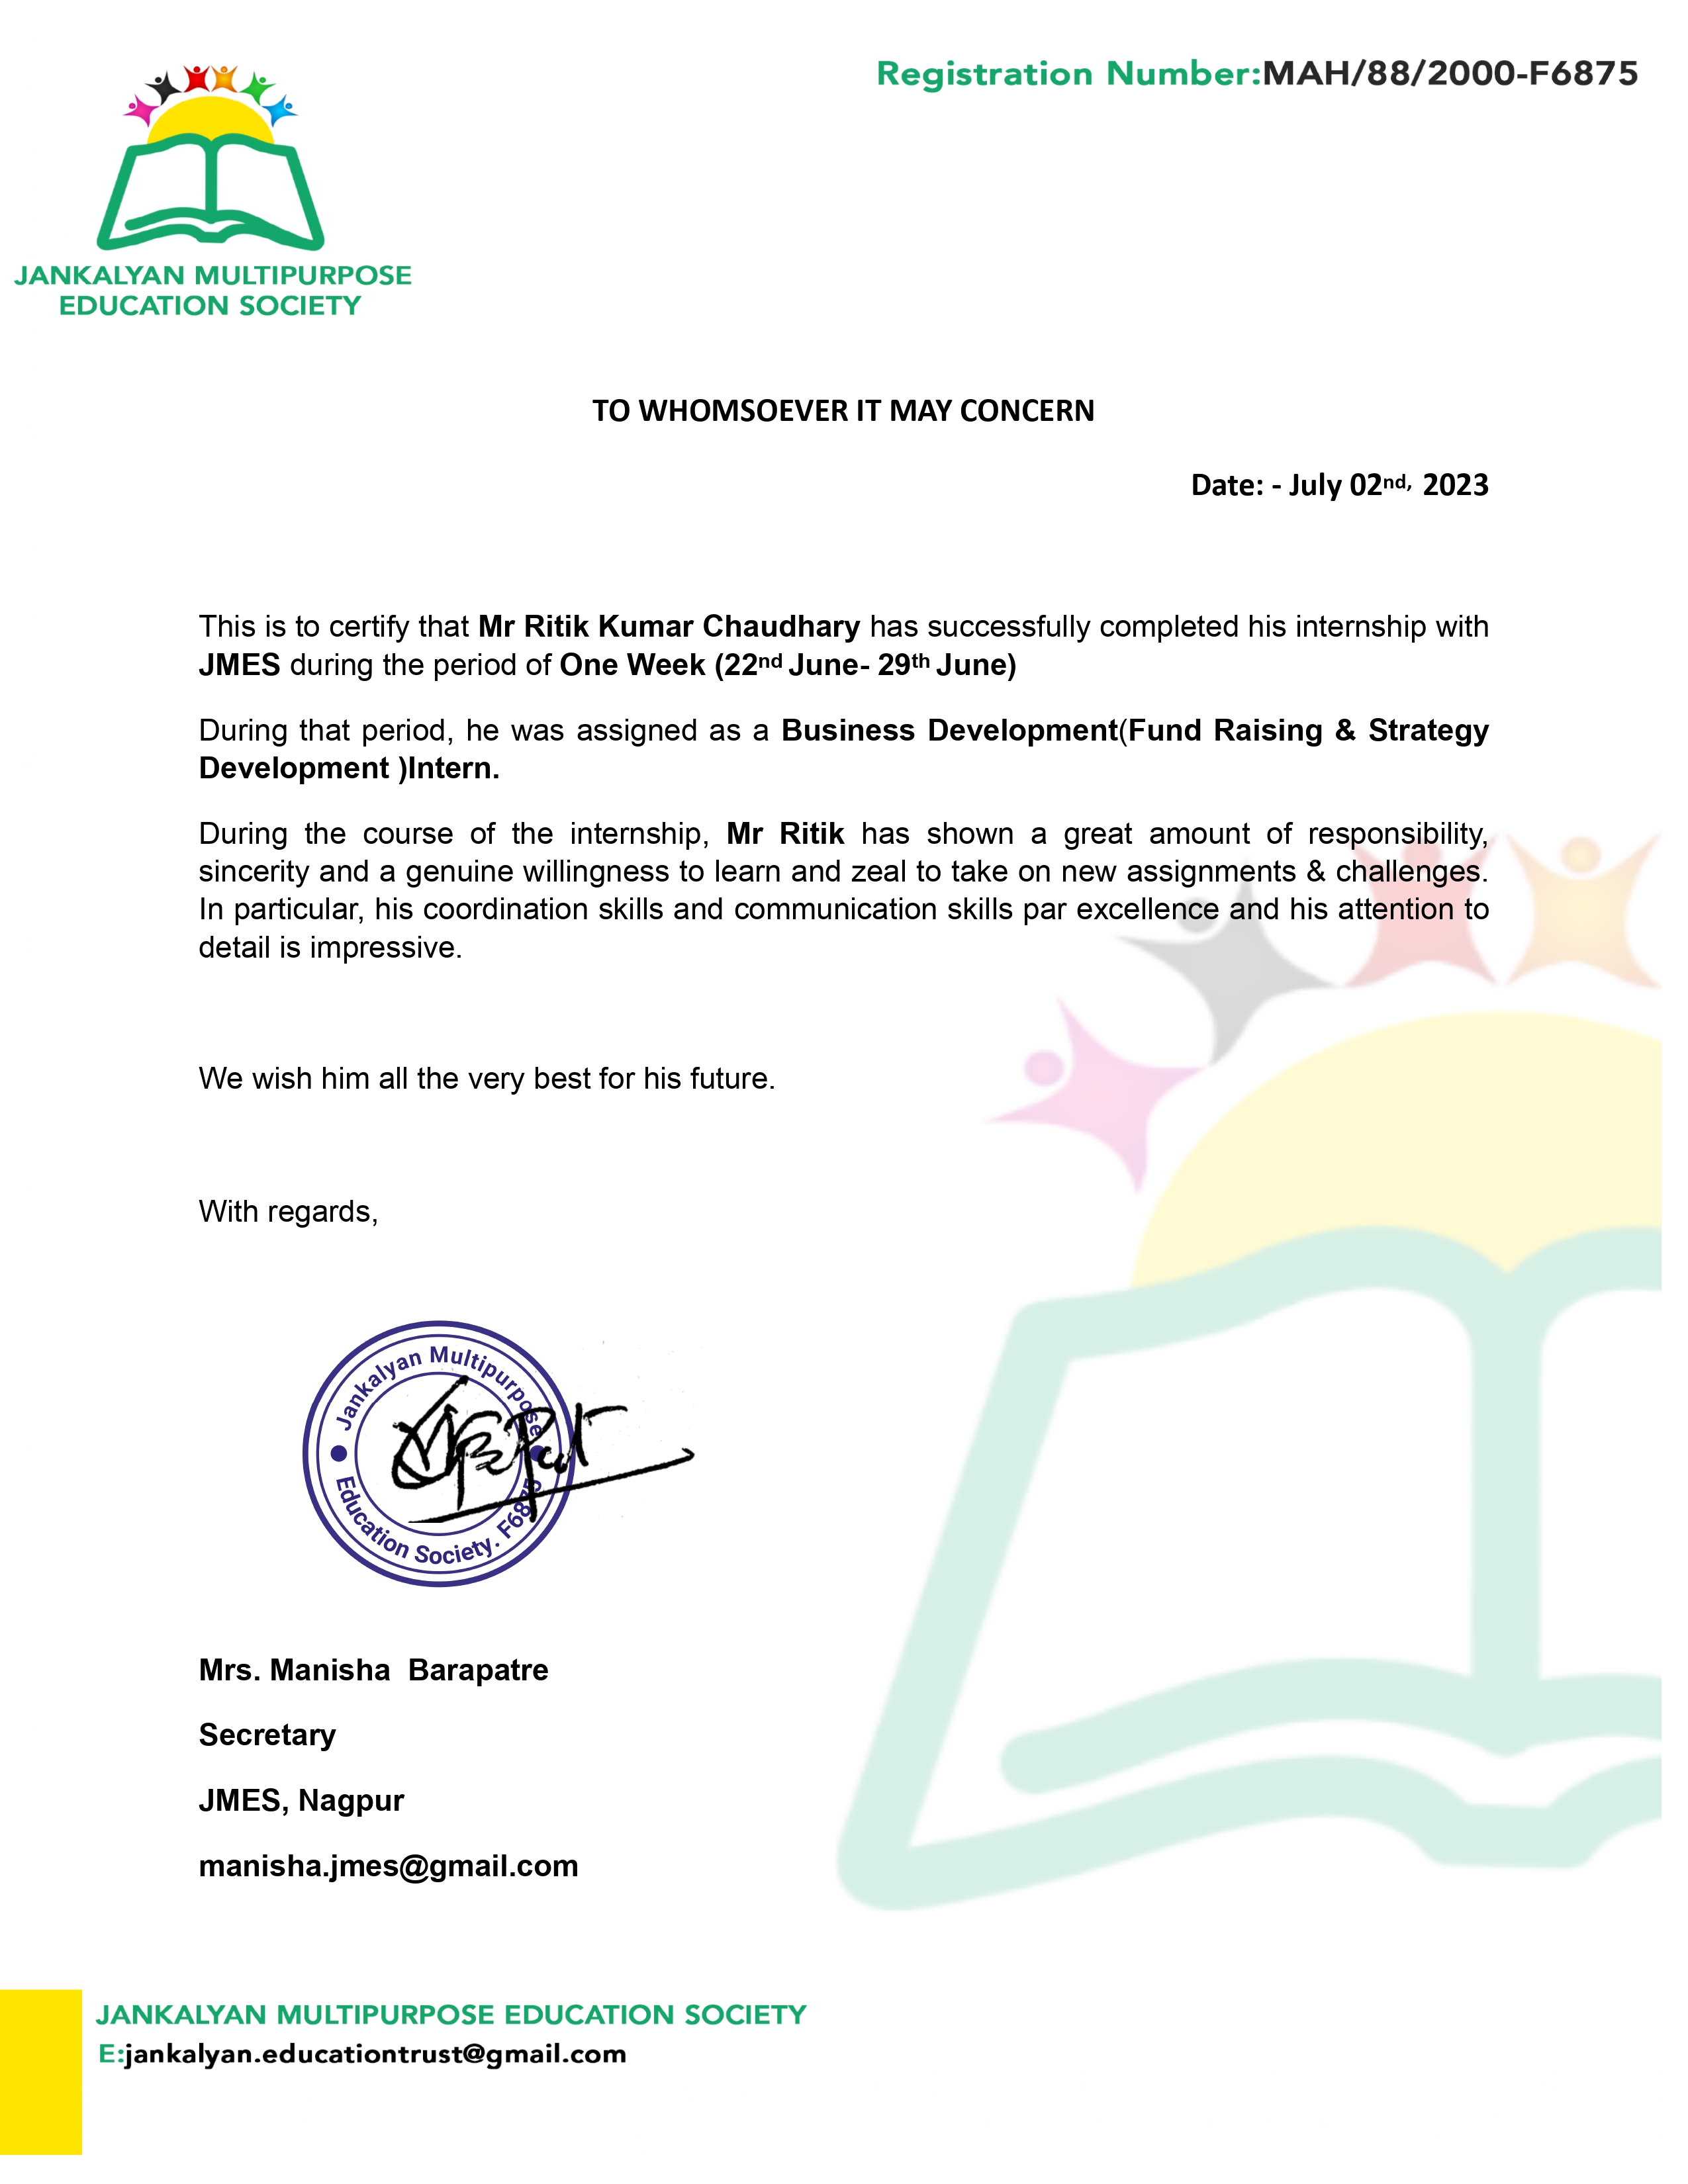 Registration Number:MAH/88/2000-F6875
JANKALYAN MULTIPURPOSE
EDUCATION SOCIETY
TO WHOMSOEVER IT MAY CONCERN
Date: - July 02nd, 2023
This is to certify that Mr Ritik Kumar Chaudhary has successfully completed his internship with
JMES during the period of One Week (22nd June- 29th June)
During that period, he was assigned as a Business Development(Fund Raising & Strategy
Development )Intern.
During the course of the internship, Mr Ritik has shown a great amount of responsibility,
sincerity and a genuine willingness to learn and zeal to take on new assignments & challenges.
In particular, his coordination skills and communication skills par excellence and his attention to
detail is impressive.
We wish him all the very best for his future.
With regards,
Jankalyan Multipurpose
Education Society. F6875
Mrs. Manisha  Barapatre
Secretary
JMES, Nagpur
manisha.jmes@gmail.com
JANKALYAN MULTIPURPOSE EDUCATION SOCIETY
E:jankalyan.educationtrust@gmail.com